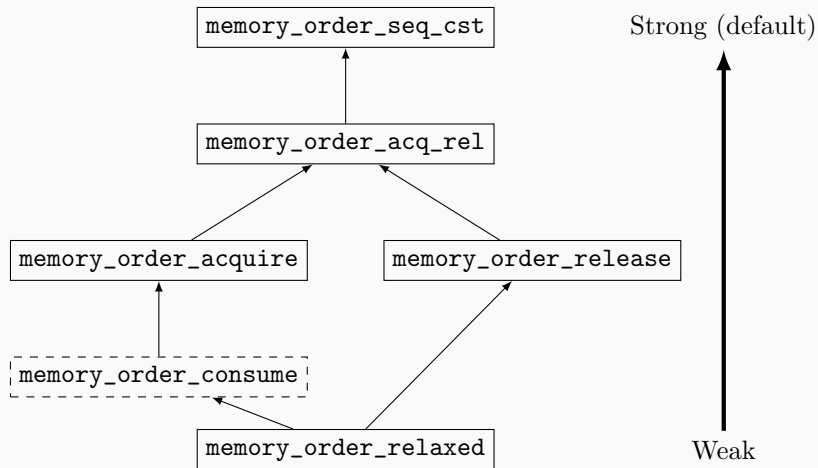 memory_order_seq_cst
Strong (default)
memory_order_acq_rel
memory_order_acquire
memory_order_release
memory_order_consume
memory_order_relaxed
Weak